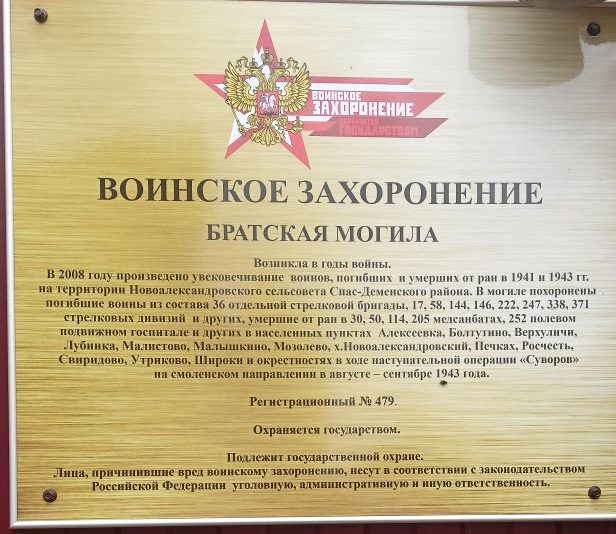 ВОИНСКОЕ
ЗАХОРОНЕНИЕ
ОХРАНЯЕТСЯ
ГОСУДАРСТВОМ
ВОИНСКОЕ ЗАХОРОНЕНИЕ
БРАТСКАЯ МОГИЛА
Возникла в годы войны.
В 2008 году произведено увековечивание воинов, погибших и умерших от ран в 1941 и 1943 гг.
на территории Новоалександровского сельсовета Спас-Деменского района. В могиле похоронены
погибшие воины из состава 36 отдельной стрелковой бригады, 17, 58, 144, 146, 222, 247, 338, 371
стрелковых дивизий и других, умершие от ран в 30, 50, 114, 205 медсанбатах, 252 полевом
подвижном госпитале и других в населенных пунктах Алексеевка, Болтутино, Верхуличи,
Лубинка, Малистово, Малышкино, Мозолево, х.Новоалександровский, Печках, Росчесть,
Свиридово, Утриково, Широки и окрестностях в ходе наступательной операции «Суворов»
на смоленском направлении в августе – сентябре 1943 года.
Регистрационный № 479.
Охраняется государством.
Подлежит государственной охране.
Лица, причинившие вред воинскому захоронению, несут в соответствии с законодательством
Российской Федерации уголовную, административную и иную ответственность.